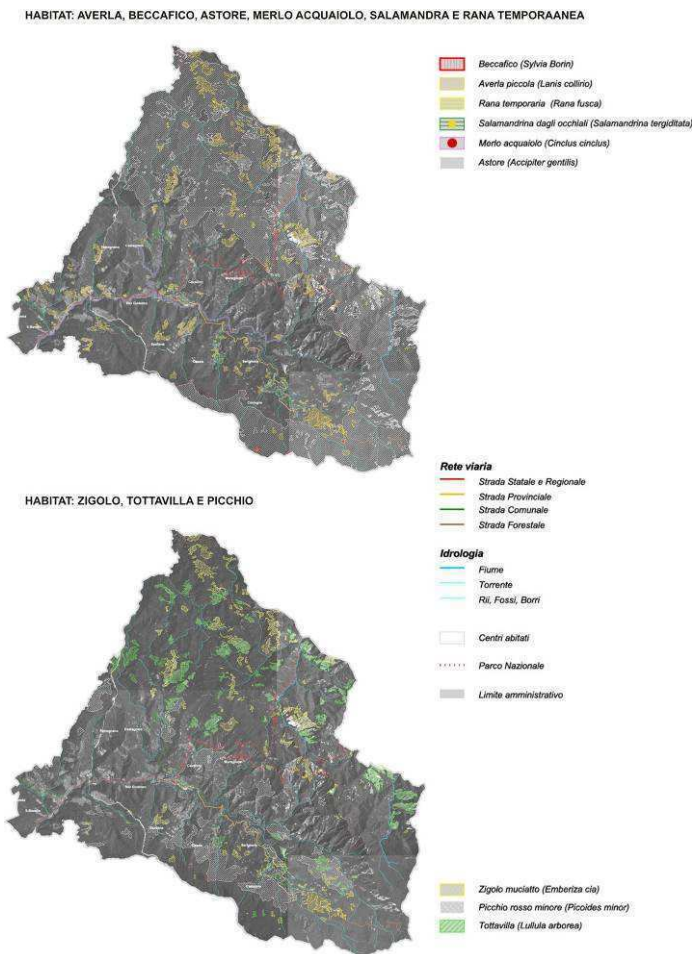 HABITAT: AVERLA, BECCAFICO, ASTORE, MERLO ACQUAIOLO, SALAMANDRA E RANA TEMPORAANEA
Beccafico (Sylvia Borin)
Averla piccola (Lanis collirio)
Rana temporaria (Rana fusca)
Salamandrina dagli occhiali (Salamandrina tergiditata)
Merlo acquaiolo (Cinclus cinclus)
Astore (Accipiter gentilis)
Rete viaria
Strada Statale e Regionale
Strada Provinciale
Strada Comunale
Strada Forestale
HABITAT: ZIGOLO, TOTTAVILLA E PICCHIO
Idrologia
Fiume
Torrente
Rii, Fossi, Borri
Centri abitati
Parco Nazionale
Limite amministrativo
Zigolo muciatto (Emberiza cia)
Picchio rosso minore (Picoides minor)
Tottavilla (Lullula arborea)